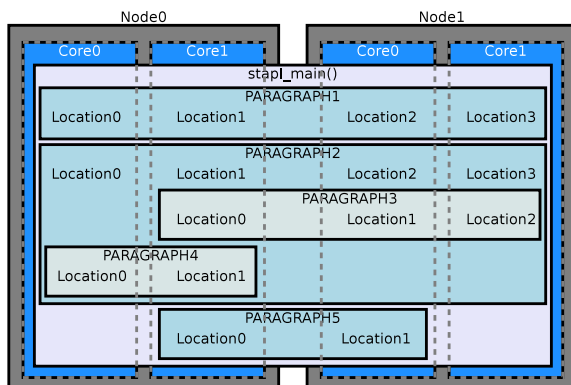 Node0 Node1
Core0 Core1 Core0 Core1
stapl_main()
PARAGRAPH1
Location0 Location1 Location2 Location3
PARAGRAPH2
Location0 Location1 Location2 Location3
PARAGRAPH3
Location0 Location1 Location2
PARAGRAPH4
Location0 Location1
PARAGRAPH5
Location0 Location1